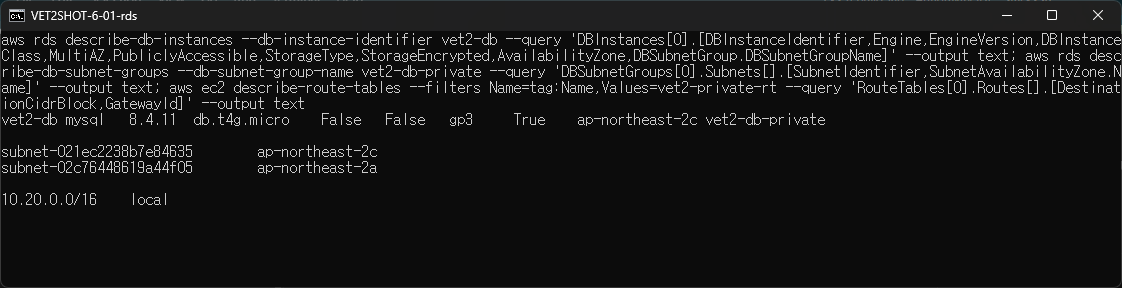 VET2SHOT-6-01-rds
aws rds describe-db-instances --db-instance-identifier vet2-db --query 'DBInstances[0].[DBInstanceIdentifier,Engine,EngineVersion,DBInstance
Class,MultiAZ,PubliclyAccessible,StorageType,StorageEncrypted,AvailabilityZone,DBSubnetGroup.DBSubnetGroupName]' --output text; aws rds desc
ribe-db-subnet-groups --db-subnet-group-name vet2-db-private --query 'DBSubnetGroups[0].Subnets[].[SubnetIdentifier,SubnetAvailabilityZone.N
ame]' --output text; aws ec2 describe-route-tables --filters Name=tag:Name,Values=vet2-private-rt --query 'RouteTables[0].Routes[].[Destinat
ionCidrBlock,GatewayId]' --output text
vet2-db mysql 8.4.11 db.t4g.micro False False gp3 True ap-northeast-2c vet2-db-private
subnet-021ec2238b7e84635 ap-northeast-2c
subnet-02c76448619a44f05 ap-northeast-2a
10.20.0.0/16 local